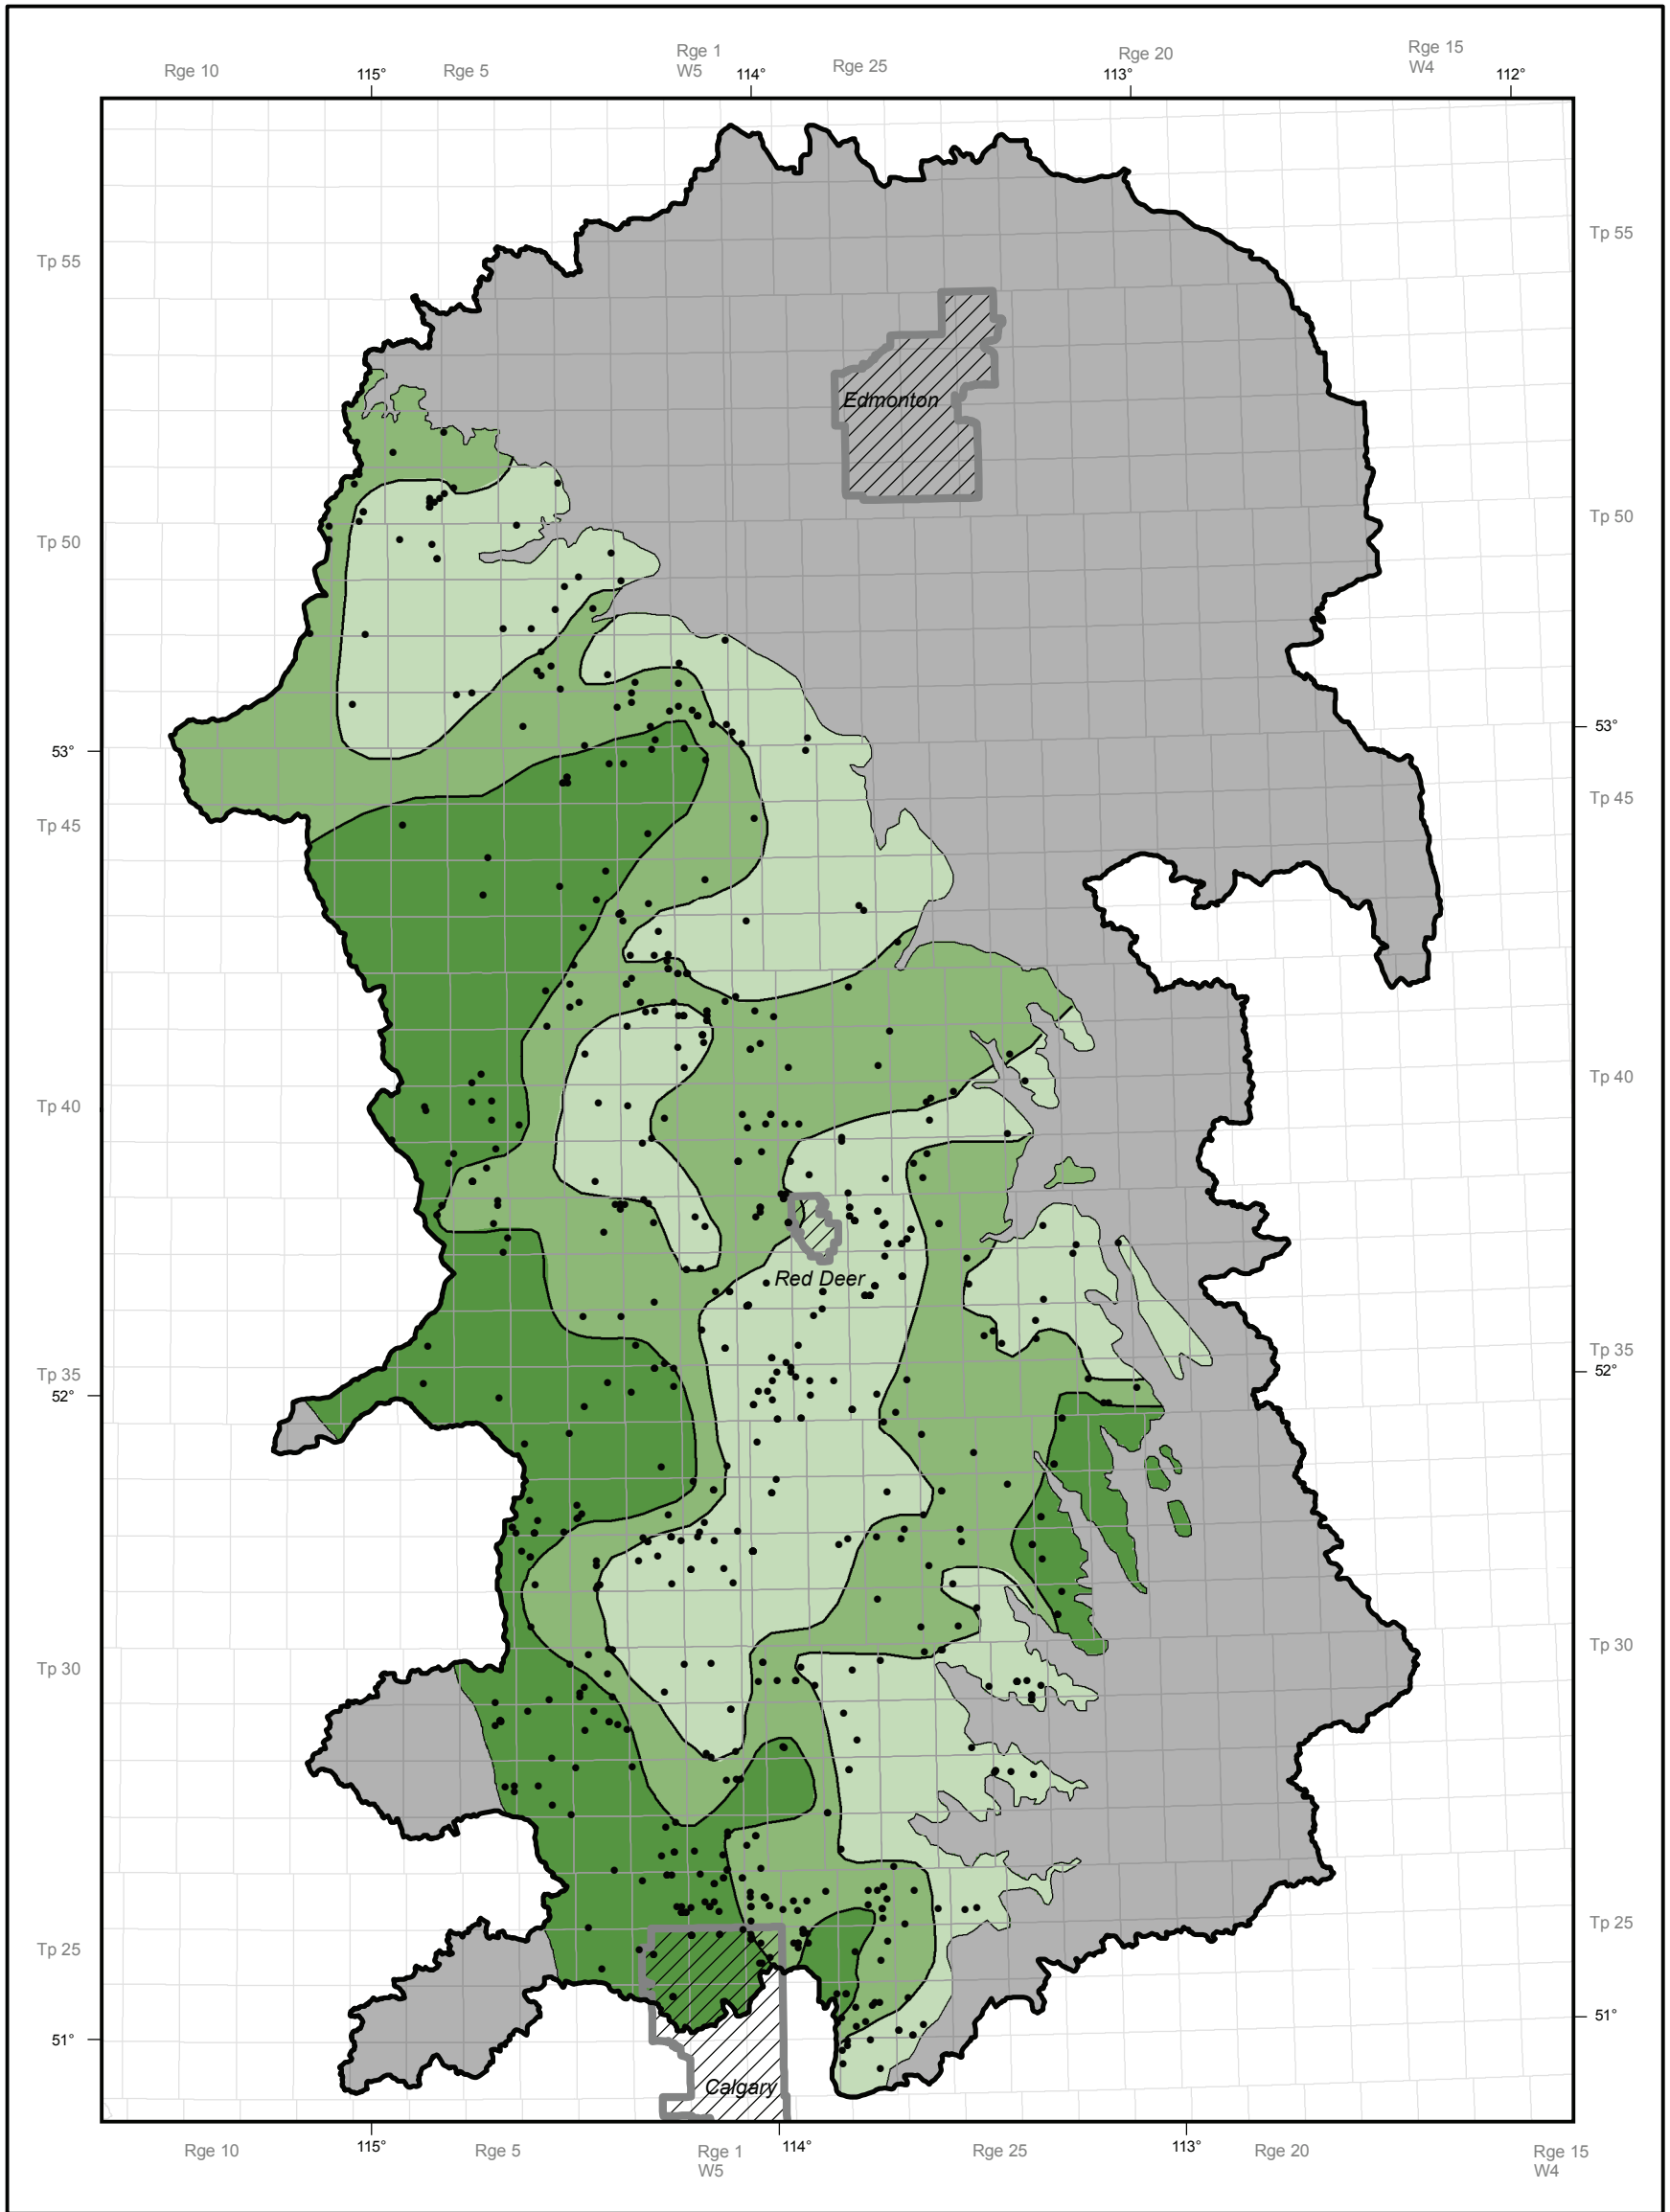 Rge 10
115°
Rge 5
Rge 1
W5
114°
Rge 25
Rge 20
113°
Rge 15
W4
112°
Tp 55
Tp 55
Edmonton
Tp 50
Tp 50
53°
53°
Tp 45
Tp 45
Tp 40
Tp 40
Red Deer
Tp 35
Tp 35
52°
52°
Tp 30
Tp 30
Tp 25
Tp 25
51°
51°
Calgary
Rge 10
115°
Rge 5
Rge 1
W5
114°
Rge 25
113°
Rge 20
Rge 15
W4